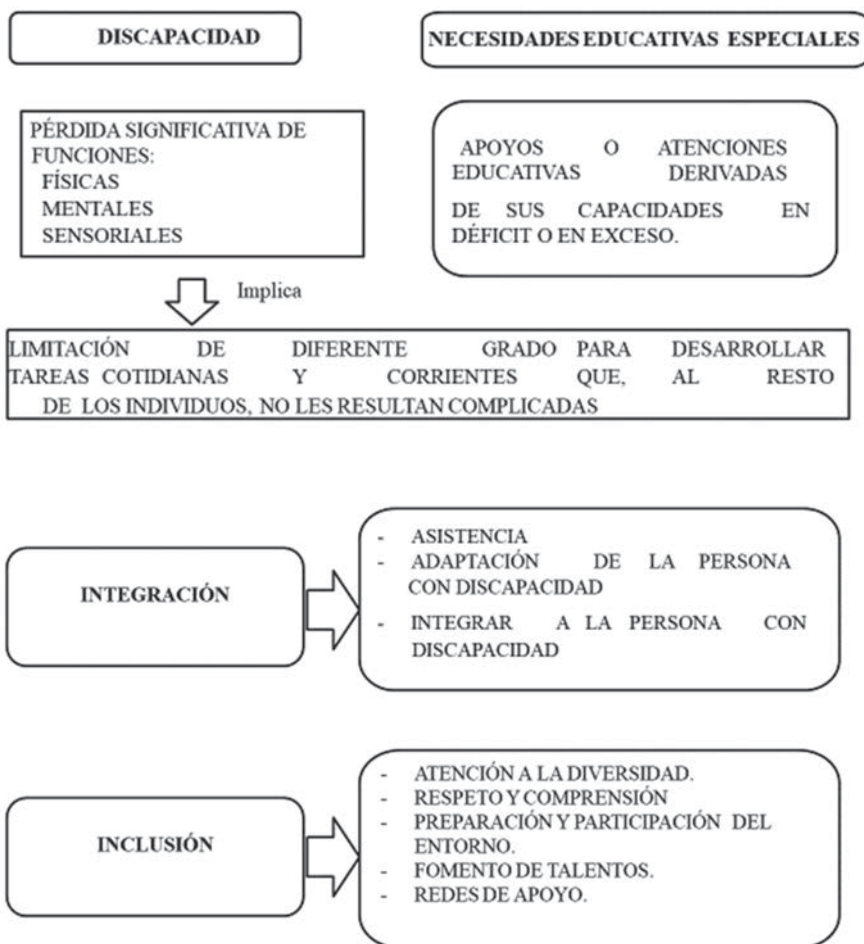 DISCAPACIDAD
NECESIDADES EDUCATIVAS ESPECIALES
PÉRDIDA SIGNIFICATIVA DE
FUNCIONES:
FÍSICAS
MENTALES
SENSORIALES
APOYOS O ATENCIONES
EDUCATIVAS DERIVADAS
DE SUS CAPACIDADES EN
DÉFICIT O EN EXCESO.
Implica
LIMITACIÓN DE DIFERENTE GRADO PARA DESARROLLAR
TAREAS COTIDIANAS Y CORRIENTES QUE, AL RESTO
DE LOS INDIVIDUOS, NO LES RESULTAN COMPLICADAS
INTEGRACIÓN
- ASISTENCIA
- ADAPTACIÓN DE LA PERSONA
CON DISCAPACIDAD
- INTEGRAR A LA PERSONA CON
DISCAPACIDAD
INCLUSIÓN
- ATENCIÓN A LA DIVERSIDAD.
- RESPETO Y COMPRENSIÓN
- PREPARACIÓN Y PARTICIPACIÓN DEL
ENTORNO.
- FOMENTO DE TALENTOS.
- REDES DE APOYO.